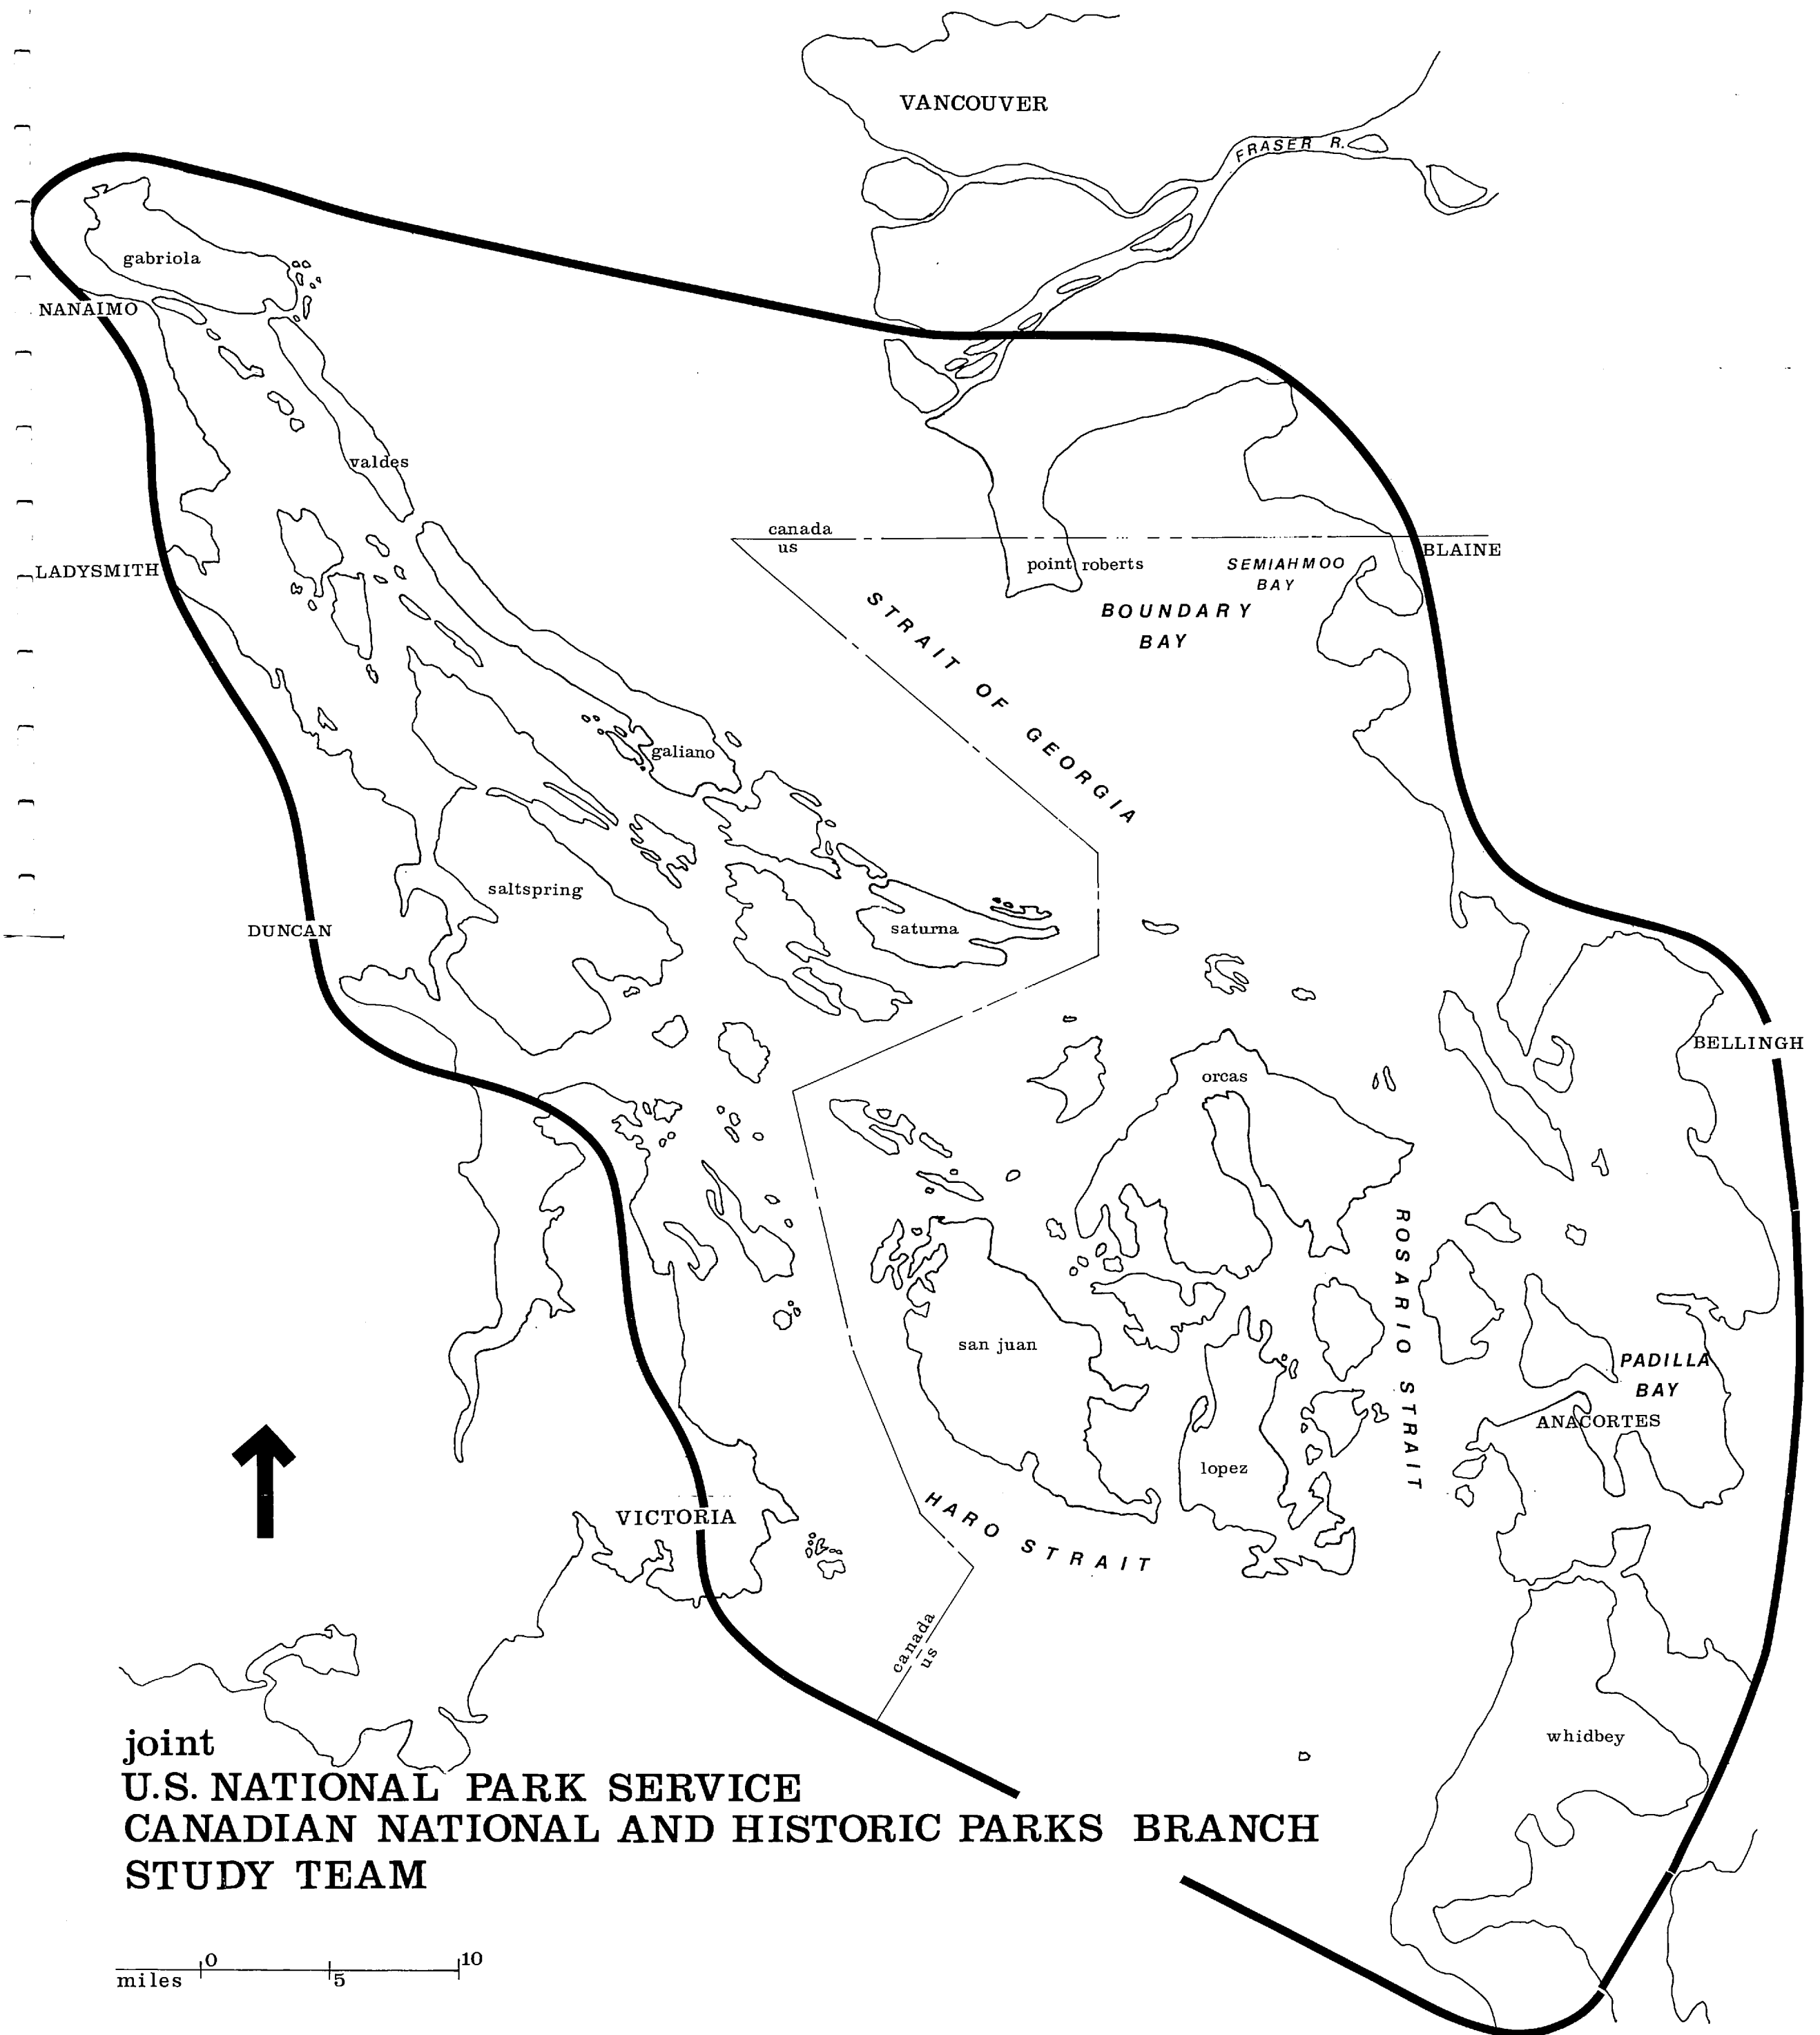 VANCOUVER
FRASER R.
gabriola
NANAIMO
valdes
canada
us
BLAINE
point roberts
SEMIAHMOO
BAY
LADYSMITH
BOUNDARY
BAY
STRAIT OF GEORGIA
galiano
saltspring
saturna
DUNCAN
BELLINGH
orcas
ROSARIO STRAIT
san juan
PADILLA
BAY
ANACORTES
lopez
HARO STRAIT
VICTORIA
canada
us
whidbey
joint
U.S. NATIONAL PARK SERVICE
CANADIAN NATIONAL AND HISTORIC PARKS BRANCH
STUDY TEAM
0 10
miles 5